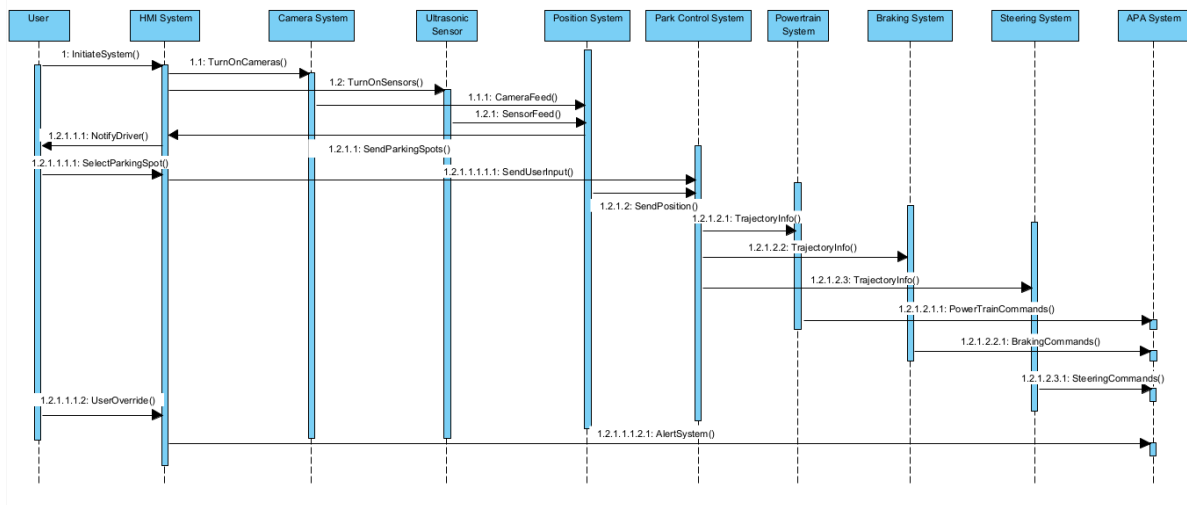 User
HMI System
Camera System
Ultrasonic
Sensor
Position System
Park Control System
Powertrain
System
Braking System
Steering System
APA System
1: InitiateSystem()
1.1: TurnOnCameras()
1.2: TurnOnSensors()
1.1.1: CameraFeed()
1.2.1: SensorFeed()
1.2.1.1.1: NotifyDriver()
1.2.1.1: SendParkingSpots()
1.2.1.1.1.1: SelectParkingSpot()
1.2.1.1.1.1.1: SendUserInput()
1.2.1.2: SendPosition()
1.2.1.2.1: TrajectoryInfo()
1.2.1.2.2: TrajectoryInfo()
1.2.1.2.3: TrajectoryInfo()
1.2.1.2.1.1: PowerTrainCommands()
1.2.1.2.2.1: BrakingCommands()
1.2.1.2.3.1: SteeringCommands()
1.2.1.1.1.2: UserOverride()
1.2.1.1.1.2.1: AlertSystem()